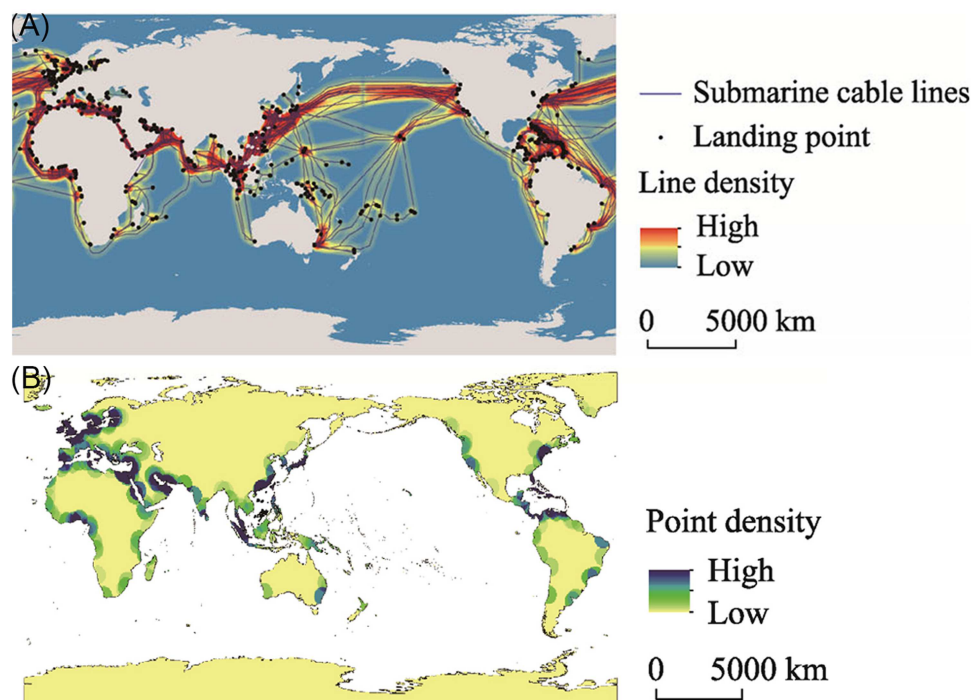 (A)
Submarine cable lines
Landing point
Line density
High
Low
0 5000 km
(B)
Point density
High
Low
0 5000 km